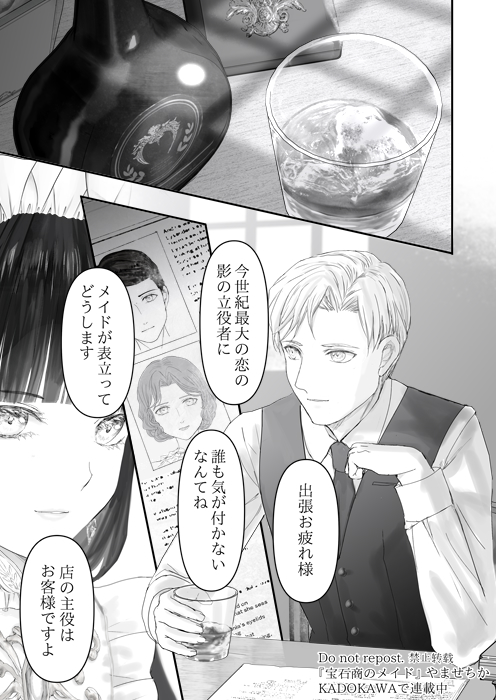 出張お疲れ様
今世紀最大の恋の
影の立役者に
誰も気が付かない
なんてね
メイドが表立って
どうします
店の主役は
お客様ですよ
Do not repost. 禁止转载
『宝石商のメイド』やませちか
KADOKAWAで連載中